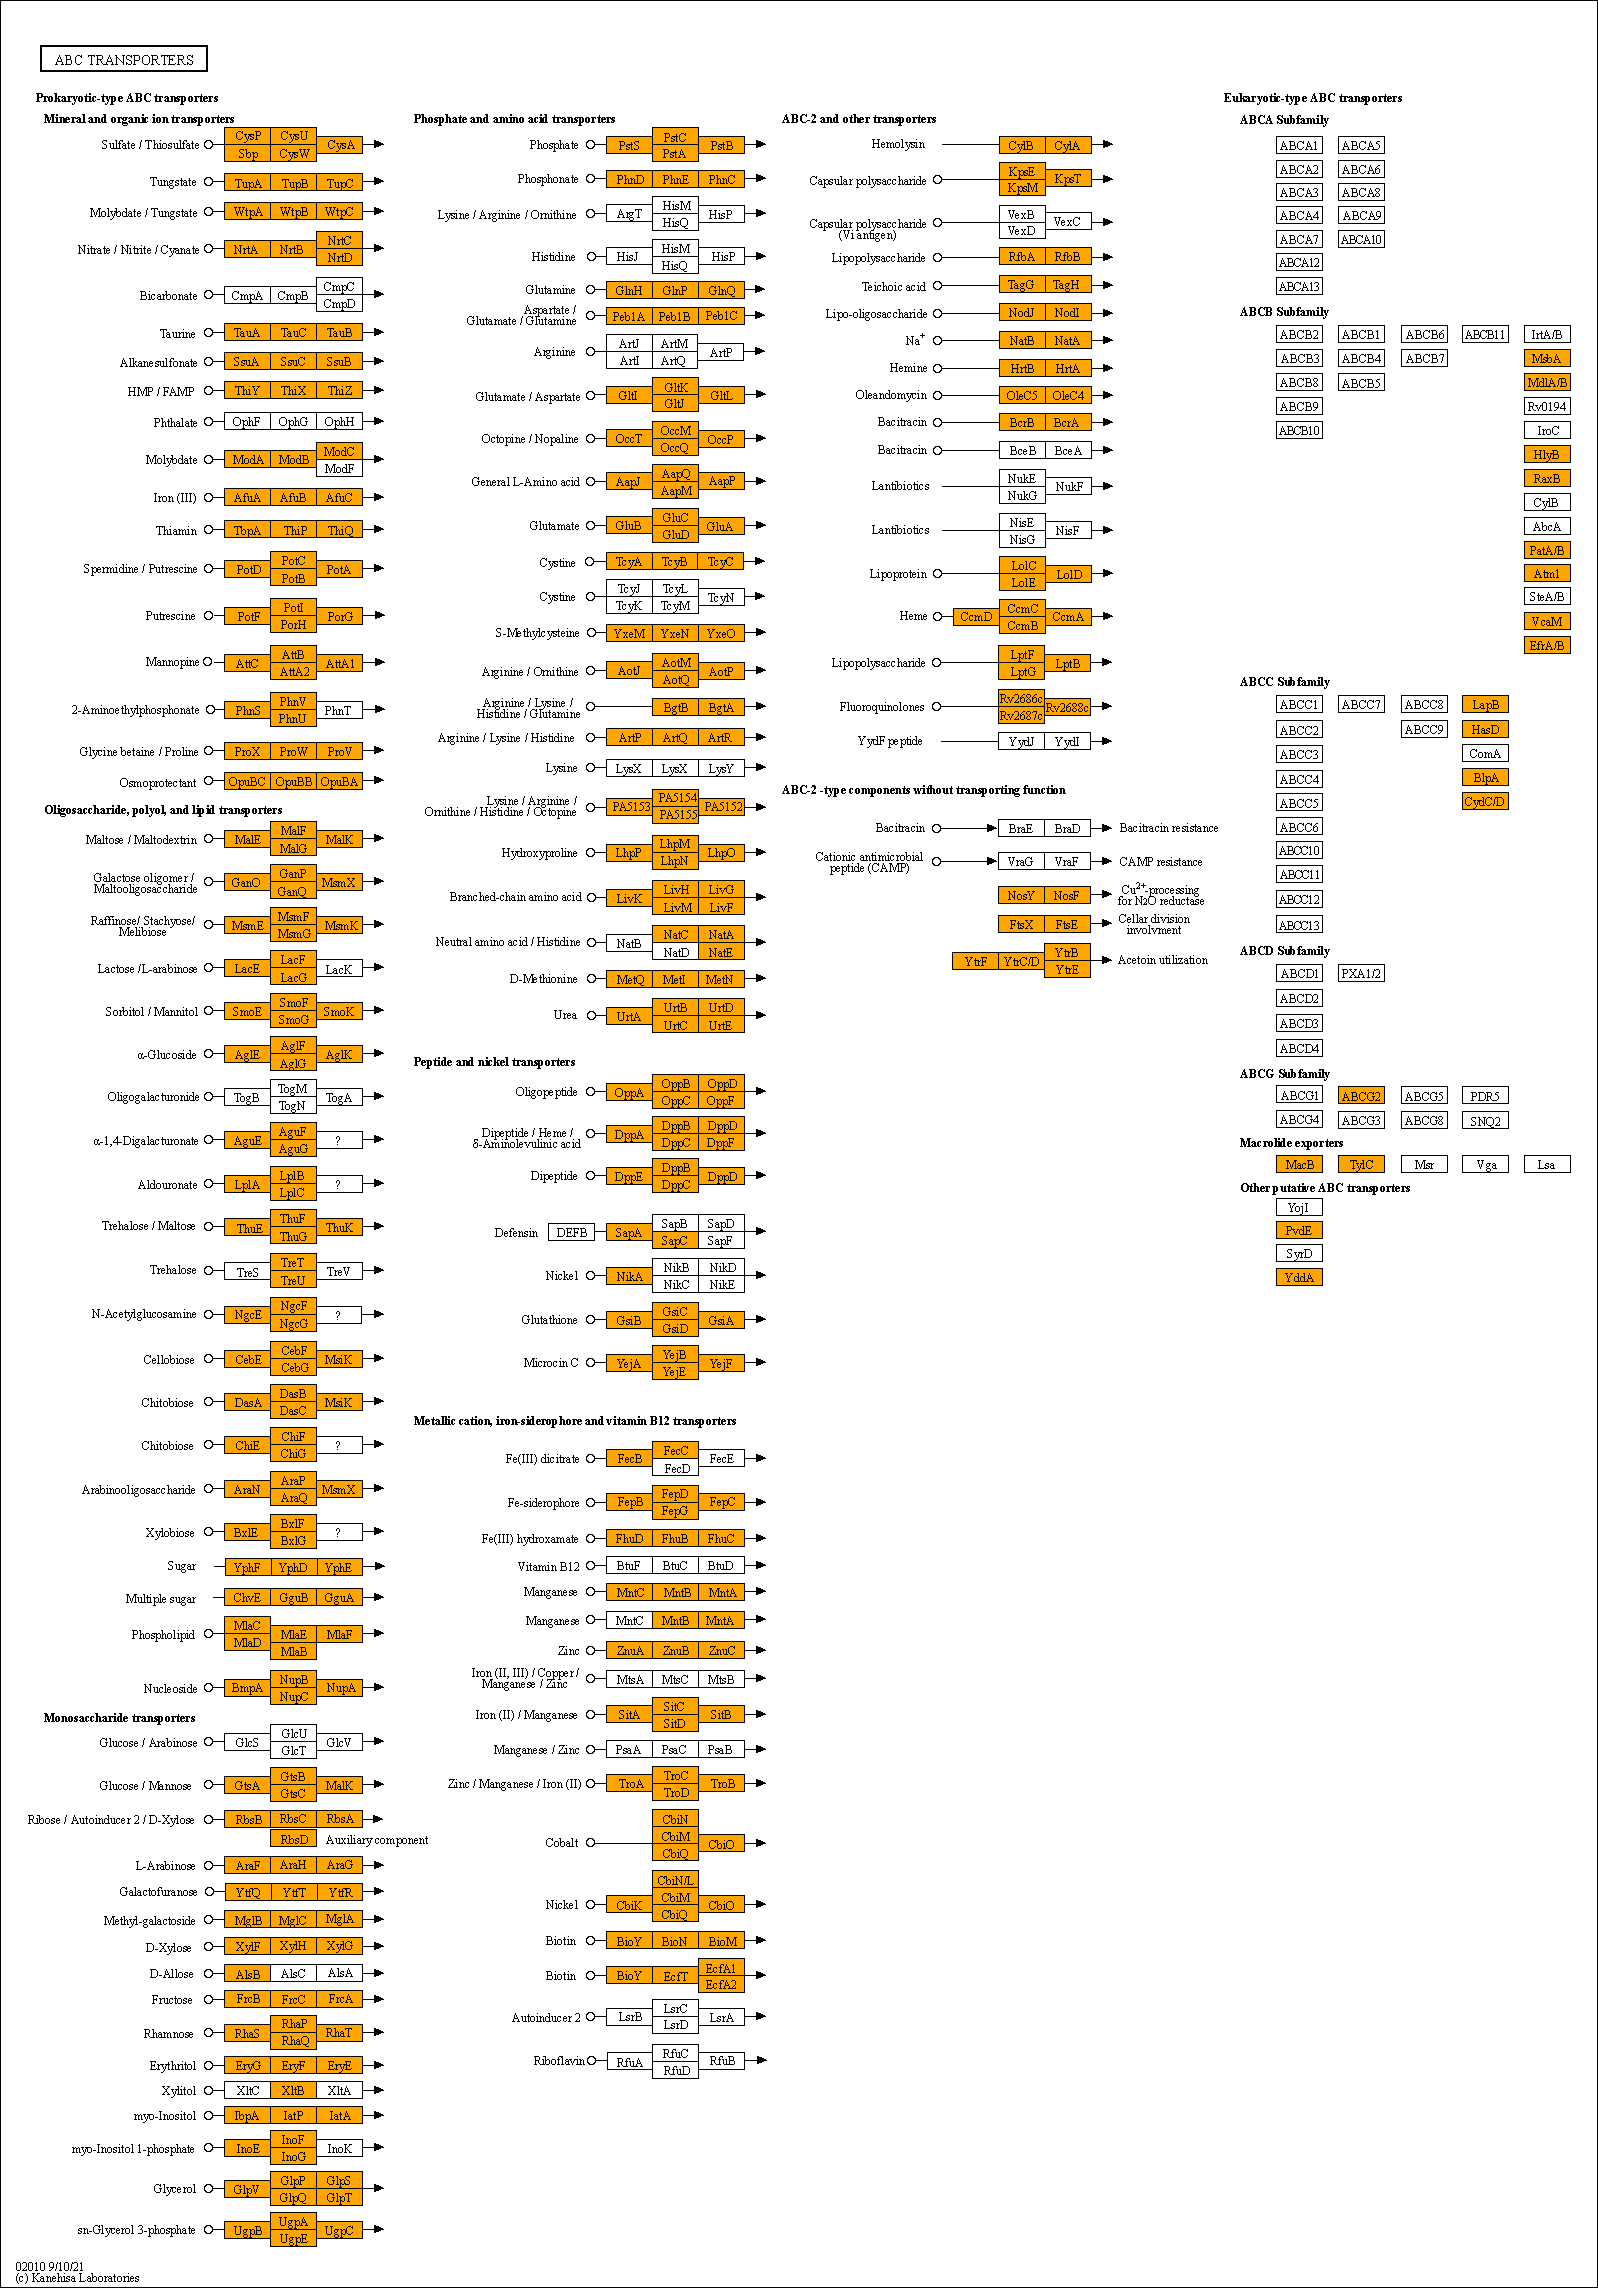 ABC TRANSPORTERS
Prokaryotic-type ABC transporters
Mineral and organic ion transporters
Sulfate / Thiosulfate
CysP CysU
Sbp CysW CysA
Tungstate TupA TupB TupC
Molybdate / Tungstate WtpA WtpB WtpC
Nitrate / Nitrite / Cyanate NrtA NrtB NrtC
NrtD
Bicarbonate CmpA CmpB CmpC
CmpD
Taurine TauA TauC TauB
Alkanesulfonate SsuA SsuC SsuB
HMP / FAMP ThiY ThiX ThiZ
Phthalate OphF OphG OphH
Molybdate ModA ModB ModC
ModF
Iron (III) AfuA AfuB AfuC
Thiamin TbpA ThiP ThiQ
Spermidine / Putrescine PotD PotC PotA
PotB
Putrescine PotF PotI PorG
PorH
Mannopine AttC AttB AttA1
AttA2
2-Aminoethylphosphonate PhnS PhnV PhnT
PhnU
Glycine betaine / Proline ProX ProW ProV
Osmoprotectant OpuBC OpuBB OpuBA
Oligosaccharide, polyol, and lipid transporters
Maltose / Maltodextrin MalE MalF MalK
MalG
Galactose oligomer / GanO GanP MsmX
Maltooligosaccharide GanQ
Raffinose/ Stachyose/ MsmE MsmF MsmK
Melibiose MsmG
Lactose /L-arabinose LacE LacF LacK
LacG
Sorbitol / Mannitol SmoE SmoF SmoK
SmoG
α-Glucoside AglE AglF AglK
AglG
Oligogalacturonide TogB TogM TogA
TogN
α-1,4-Digalacturonate AguE AguF ?
AguG
Aldouronate LplA LplB ?
LplC
Trehalose / Maltose ThuE ThuF ThuK
ThuG
Trehalose TreS TreT TreV
TreU
N-Acetylglucosamine NgcE NgcF ?
NgcG
Cellobiose CebE CebF MsiK
CebG
Chitobiose DasA DasB MsiK
DasC
Chitobiose ChiE ChiF ?
ChiG
Arabinooligosaccharide AraN AraP MsmX
AraQ
Xylobiose BxlE BxlF ?
BxlG
Sugar YphF YphD YphE
Multiple sugar ChvE GguB GguA
Phospholipid MlaC MlaE MlaF
MlaD MlaB
Nucleoside BmpA NupB NupA
NupC
Monosaccharide transporters
Glucose / Arabinose GlcS GlcU GlcV
GlcT
Glucose / Mannose GtsA GtsB MalK
GtsC
Ribose / Autoinducer 2 / D-Xylose RbsB RbsC RbsA
RbsD Auxiliary component
L-Arabinose AraF AraH AraG
Galactofuranose YtfQ YtfT YtfR
Methyl-galactoside MglB MglC MglA
D-Xylose XylF XylH XylG
D-Allose AlsB AlsC AlsA
Fructose FrcB FrcC FrcA
Rhamnose RhaS RhaP RhaT
RhaQ
Erythritol EryG EryF EryE
Xylitol XltC XltB XltA
myo-Inositol IbpA IatP IatA
myo-Inositol 1-phosphate InoE InoF InoK
InoG
Glycerol GlpV GlpP GlpS
GlpQ GlpT
sn-Glycerol 3-phosphate UgpB UgpA UgpC
UgpE
02010 9/10/21
(c) Kanehisa Laboratories
Phosphate and amino acid transporters
Phosphate PstS PstC PstB
PstA
Phosphonate PhnD PhnE PhnC
Lysine / Arginine / Ornithine ArgT HisM HisP
HisQ
Histidine HisJ HisM HisP
HisQ
Glutamine GlnH GlnP GlnQ
Aspartate / Peb1A Peb1B Peb1C
Glutamate / Glutamine
Arginine ArtJ ArtM ArtP
ArtI ArtQ
Glutamate / Aspartate GltI GltK GltL
GltJ
Octopine / Nopaline OccT OccM OccP
OccQ
General L-Amino acid AapJ AapQ AapP
AapM
Glutamate GluB GluC GluA
GluD
Cystine TcyA TcyB TcyC
Cystine TcyJ TcyL TcyN
TcyK TcyM
S-Methylcysteine YxeM YxeN YxeO
Arginine / Ornithine AotJ AotM AotP
AotQ
Arginine / Lysine / BgtB BgtA
Histidine / Glutamine
Arginine / Lysine / Histidine ArtP ArtQ ArtR
Lysine LysX LysX LysY
Lysine / Arginine / PA5153 PA5154 PA5152
Ornithine / Histidine / Octopine PA5155
Hydroxyproline LhpP LhpM LhpO
LhpN
Branched-chain amino acid LivK LivH LivG
LivM LivF
Neutral amino acid / Histidine NatB NatC NatA
NatD NatE
D-Methionine MetQ MetI MetN
Urea UrtA UrtB UrtD
UrtC UrtE
Peptide and nickel transporters
Oligopeptide OppA OppB OppD
OppC OppF
Dipeptide / Heme / DppA DppB DppD
δ-Aminolevulinic acid DppC DppF
Dipeptide DppE DppB DppD
DppC
Defensin DEFB SapA SapB SapD
SapC SapF
Nickel NikA NikB NikD
NikC NikE
Glutathione GsiB GsiC GsiA
GsiD
Microcin C YejA YejB YejF
YejE
Metallic cation, iron-siderophore and vitamin B12 transporters
Fe(III) dicitrate FecB FecC FecE
FecD
Fe-siderophore FepB FepD FepC
FepG
Fe(III) hydroxamate FhuD FhuB FhuC
Vitamin B12 BtuF BtuC BtuD
Manganese MntC MntB MntA
Manganese MntC MntB MntA
Zinc ZnuA ZnuB ZnuC
Iron (II, III) / Copper / MtsA MtsC MtsB
Manganese / Zinc
Iron (II) / Manganese SitA SitC SitB
SitD
Manganese / Zinc PsaA PsaC PsaB
Zinc / Manganese / Iron (II) TroA TroC TroB
TroD
Cobalt CbiN
CbiM CbiO
CbiQ
Nickel CbiN/L
CbiK CbiM CbiO
CbiQ
Biotin BioY BioN BioM
Biotin BioY EcfT EcfA1
EcfA2
Autoinducer 2 LsrB LsrC LsrA
LsrD
Riboflavin RfuA RfuC RfuB
RfuD
ABC-2 and other transporters
Hemolysin CylB CylA
Capsular polysaccharide KpsE KpsT
KpsM
Capsular polysaccharide VexB VexC
(Vi antigen) VexD
Lipopolysaccharide RfbA RfbB
Teichoic acid TagG TagH
Lipo-oligosaccharide NodJ NodI
Na+ NatB NatA
Hemine HrtB HrtA
Oleandomycin OleC5 OleC4
Bacitracin BcrB BcrA
Bacitracin BceB BceA
Lantibiotics NukE NukF
NukG
Lantibiotics NisE NisF
NisG
Lipoprotein LolC LolD
LolE
Heme CcmD CcmC CcmA
CcmB
Lipopolysaccharide LptF LptB
LptG
Fluoroquinolones Rv2686c Rv2688c
Rv2687c
YydF peptide YydJ YydI
ABC-2 -type components without transporting function
Bacitracin BraE BraD Bacitracin resistance
Cationic antimicrobial VraG VraF CAMP resistance
peptide (CAMP)
NosY NosF Cu2+-processing
for N2O reductase
FtsX FtsE Cellar division
involvment
YtrF YtrC/D YtrB Acetoin utilization
YtrE
Eukaryotic-type ABC transporters
ABCA Subfamily
ABCA1 ABCA5
ABCA2 ABCA6
ABCA3 ABCA8
ABCA4 ABCA9
ABCA7 ABCA10
ABCA12
ABCA13
ABCB Subfamily
ABCB2 ABCB1 ABCB6 ABCB11 IrtA/B
ABCB3 ABCB4 ABCB7 MsbA
ABCB8 ABCB5 MdlA/B
ABCB9 Rv0194
ABCB10 IroC
HlyB
RaxB
CylB
AbcA
PatA/B
Atm1
SteA/B
VcaM
EfrA/B
ABCC Subfamily
ABCC1 ABCC7 ABCC8 LapB
ABCC2 ABCC9 HasD
ABCC3 ComA
ABCC4 BlpA
ABCC5 CydC/D
ABCC6
ABCC10
ABCC11
ABCC12
ABCC13
ABCD Subfamily
ABCD1 PXA1/2
ABCD2
ABCD3
ABCD4
ABCG Subfamily
ABCG1 ABCG2 ABCG5 PDR5
ABCG4 ABCG3 ABCG8 SNQ2
Macrolide exporters
MacB TylC Msr Vga Lsa
Other putative ABC transporters
YojI
PvdE
SyrD
YddA